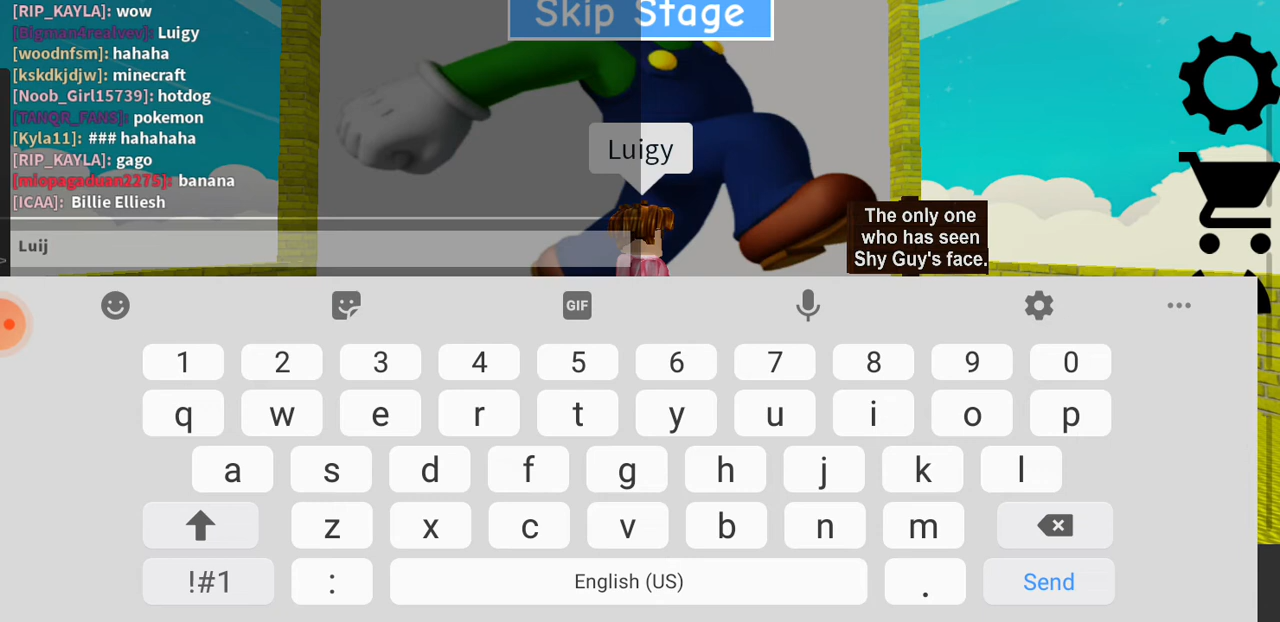 Skip Stage
[RIP_KAYLA]: wow
[Bigman4realvev]: Luigy
[woodnfsm]: hahaha
[kskdkjdjw]: minecraft
[Noob_Girl15739]: hotdog
[TANQR_FANS]: pokemon
[Kyla11]: ### hahahaha
[RIP_KAYLA]: gago
[miopagaduan2275]: banana
[ICAA]: Billie Elliesh
Luigy
The only one
who has seen
Shy Guy's face.
Luij
GIF
1 2 3 4 5 6 7 8 9 0
q w e r t y u i o p
a s d f g h j k l
z x c v b n m
!#1 : English (US) . Send